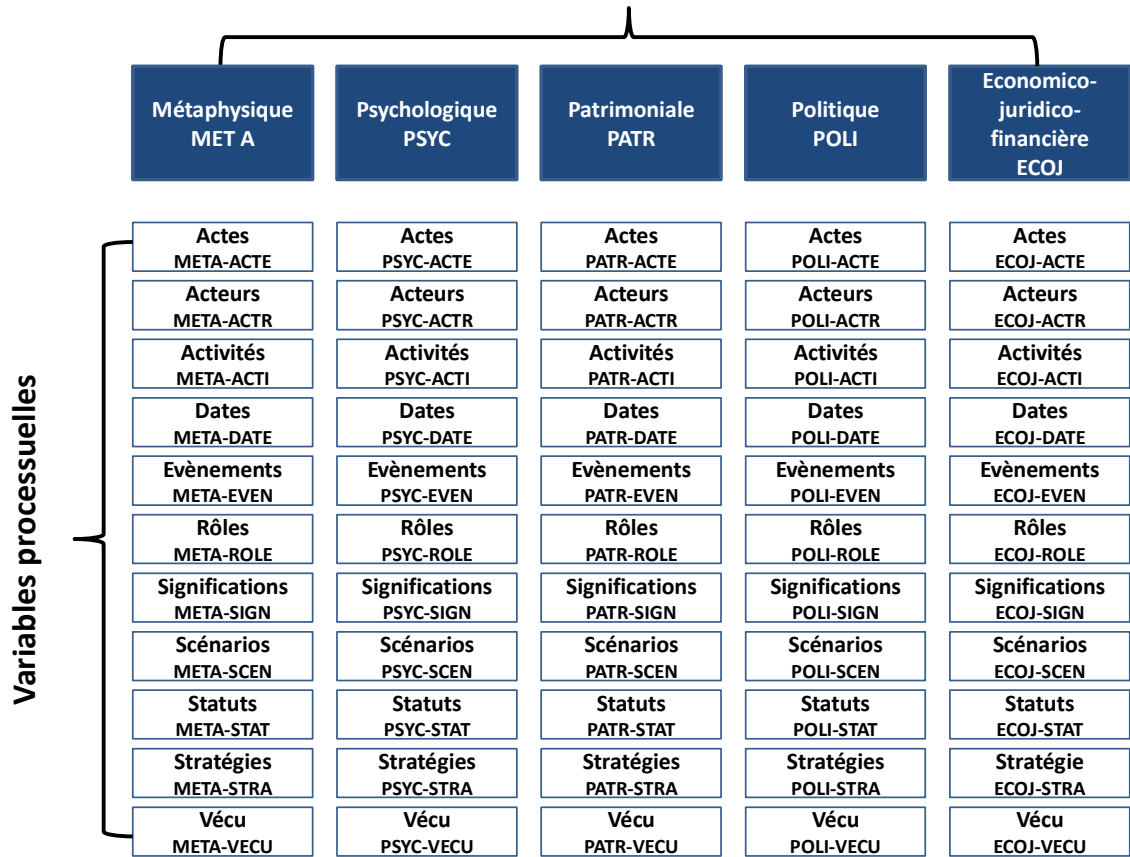 Métaphysique
MET A
Psychologique
PSYC
Patrimoniale
PATR
Politique
POLI
Economico-
juridico-
financière
ECOJ
Variables processuelles
Actes
META-ACTE
Actes
PSYC-ACTE
Actes
PATR-ACTE
Actes
POLI-ACTE
Actes
ECOJ-ACTE
Acteurs
META-ACTR
Acteurs
PSYC-ACTR
Acteurs
PATR-ACTR
Acteurs
POLI-ACTR
Acteurs
ECOJ-ACTR
Activités
META-ACTI
Activités
PSYC-ACTI
Activités
PATR-ACTI
Activités
POLI-ACTI
Activités
ECOJ-ACTI
Dates
META-DATE
Dates
PSYC-DATE
Dates
PATR-DATE
Dates
POLI-DATE
Dates
ECOJ-DATE
Evènements
META-EVEN
Evènements
PSYC-EVEN
Evènements
PATR-EVEN
Evènements
POLI-EVEN
Evènements
ECOJ-EVEN
Rôles
META-ROLE
Rôles
PSYC-ROLE
Rôles
PATR-ROLE
Rôles
POLI-ROLE
Rôles
ECOJ-ROLE
Significations
META-SIGN
Significations
PSYC-SIGN
Significations
PATR-SIGN
Significations
POLI-SIGN
Significations
ECOJ-SIGN
Scénarios
META-SCEN
Scénarios
PSYC-SCEN
Scénarios
PATR-SCEN
Scénarios
POLI-SCEN
Scénarios
ECOJ-SCEN
Statuts
META-STAT
Statuts
PSYC-STAT
Statuts
PATR-STAT
Statuts
POLI-STAT
Statuts
ECOJ-STAT
Stratégies
META-STRA
Stratégies
PSYC-STRA
Stratégies
PATR-STRA
Stratégies
POLI-STRA
Stratégie
ECOJ-STRA
Vécu
META-VECU
Vécu
PSYC-VECU
Vécu
PATR-VECU
Vécu
POLI-VECU
Vécu
ECOJ-VECU